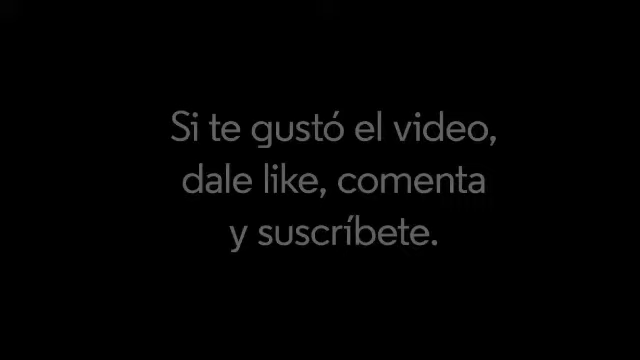 Si te gustó el video,
dale like, comenta
y suscríbete.